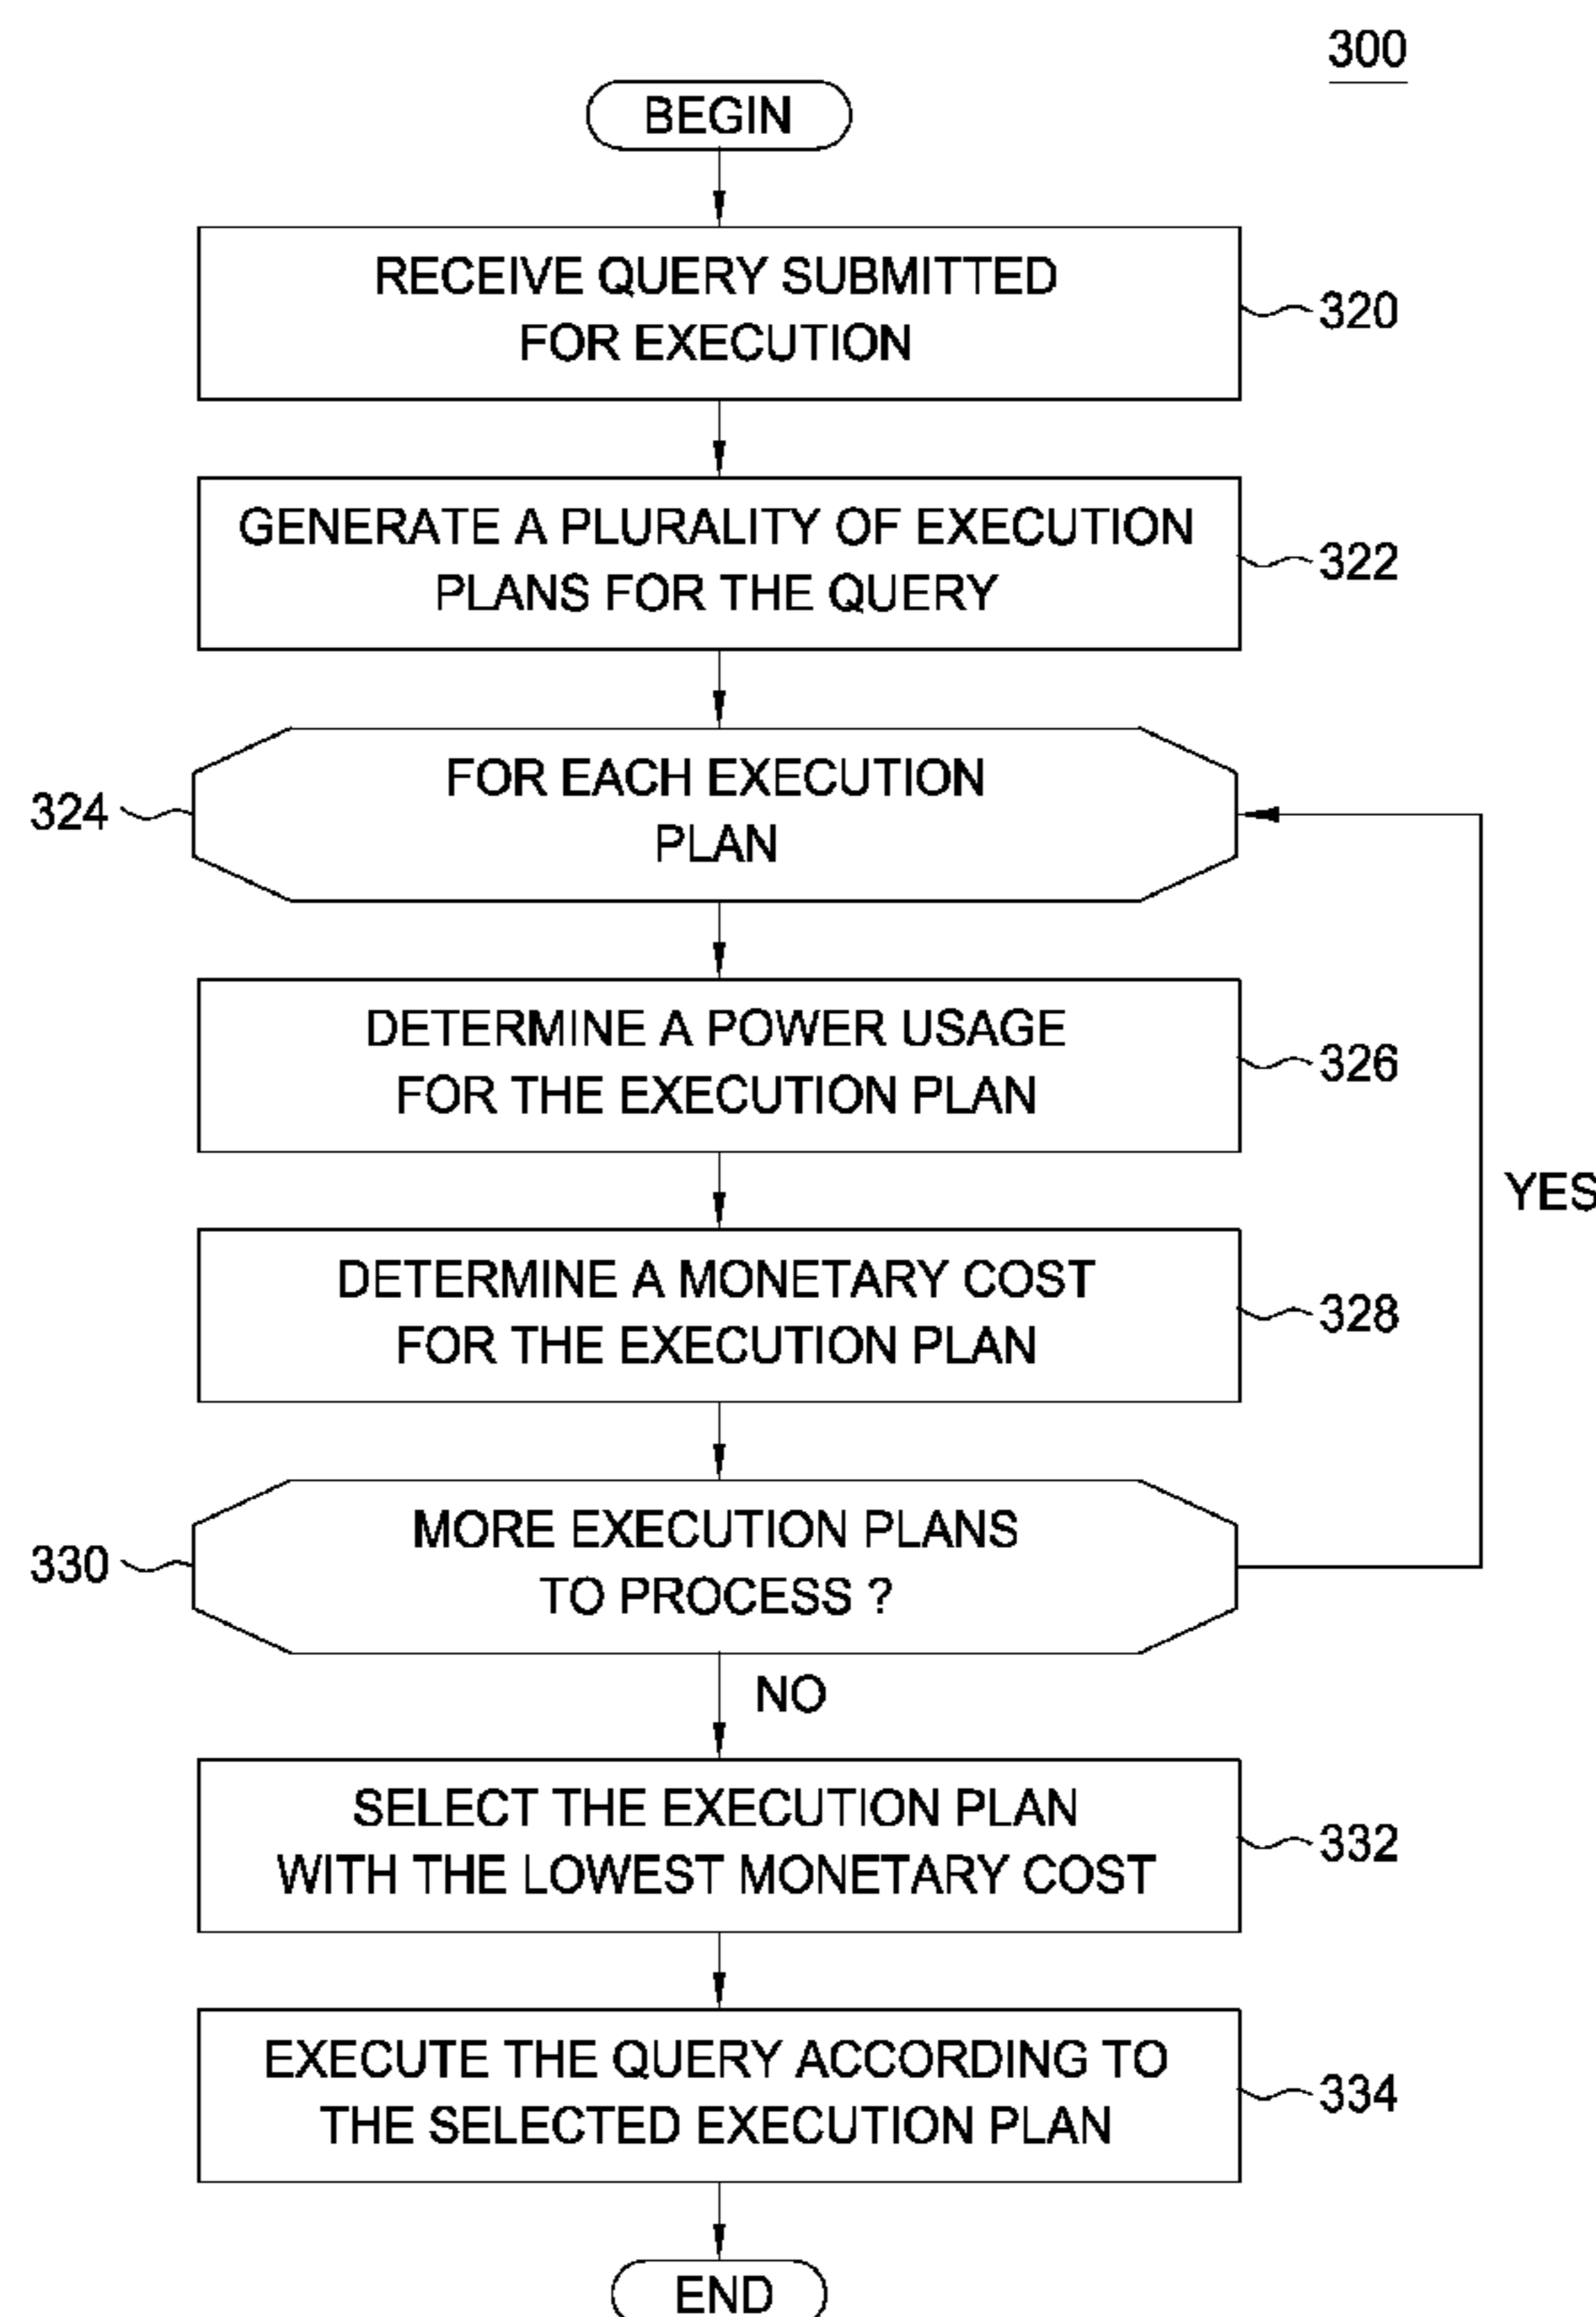 300
BEGIN
RECEIVE QUERY SUBMITTED
FOR EXECUTION
320
GENERATE A PLURALITY OF EXECUTION
PLANS FOR THE QUERY
322
FOR EACH EXECUTION
PLAN
324
DETERMINE A POWER USAGE
FOR THE EXECUTION PLAN
326
YES
DETERMINE A MONETARY COST
FOR THE EXECUTION PLAN
328
MORE EXECUTION PLANS
TO PROCESS ?
330
NO
SELECT THE EXECUTION PLAN
WITH THE LOWEST MONETARY COST
332
EXECUTE THE QUERY ACCORDING TO
THE SELECTED EXECUTION PLAN
334
END